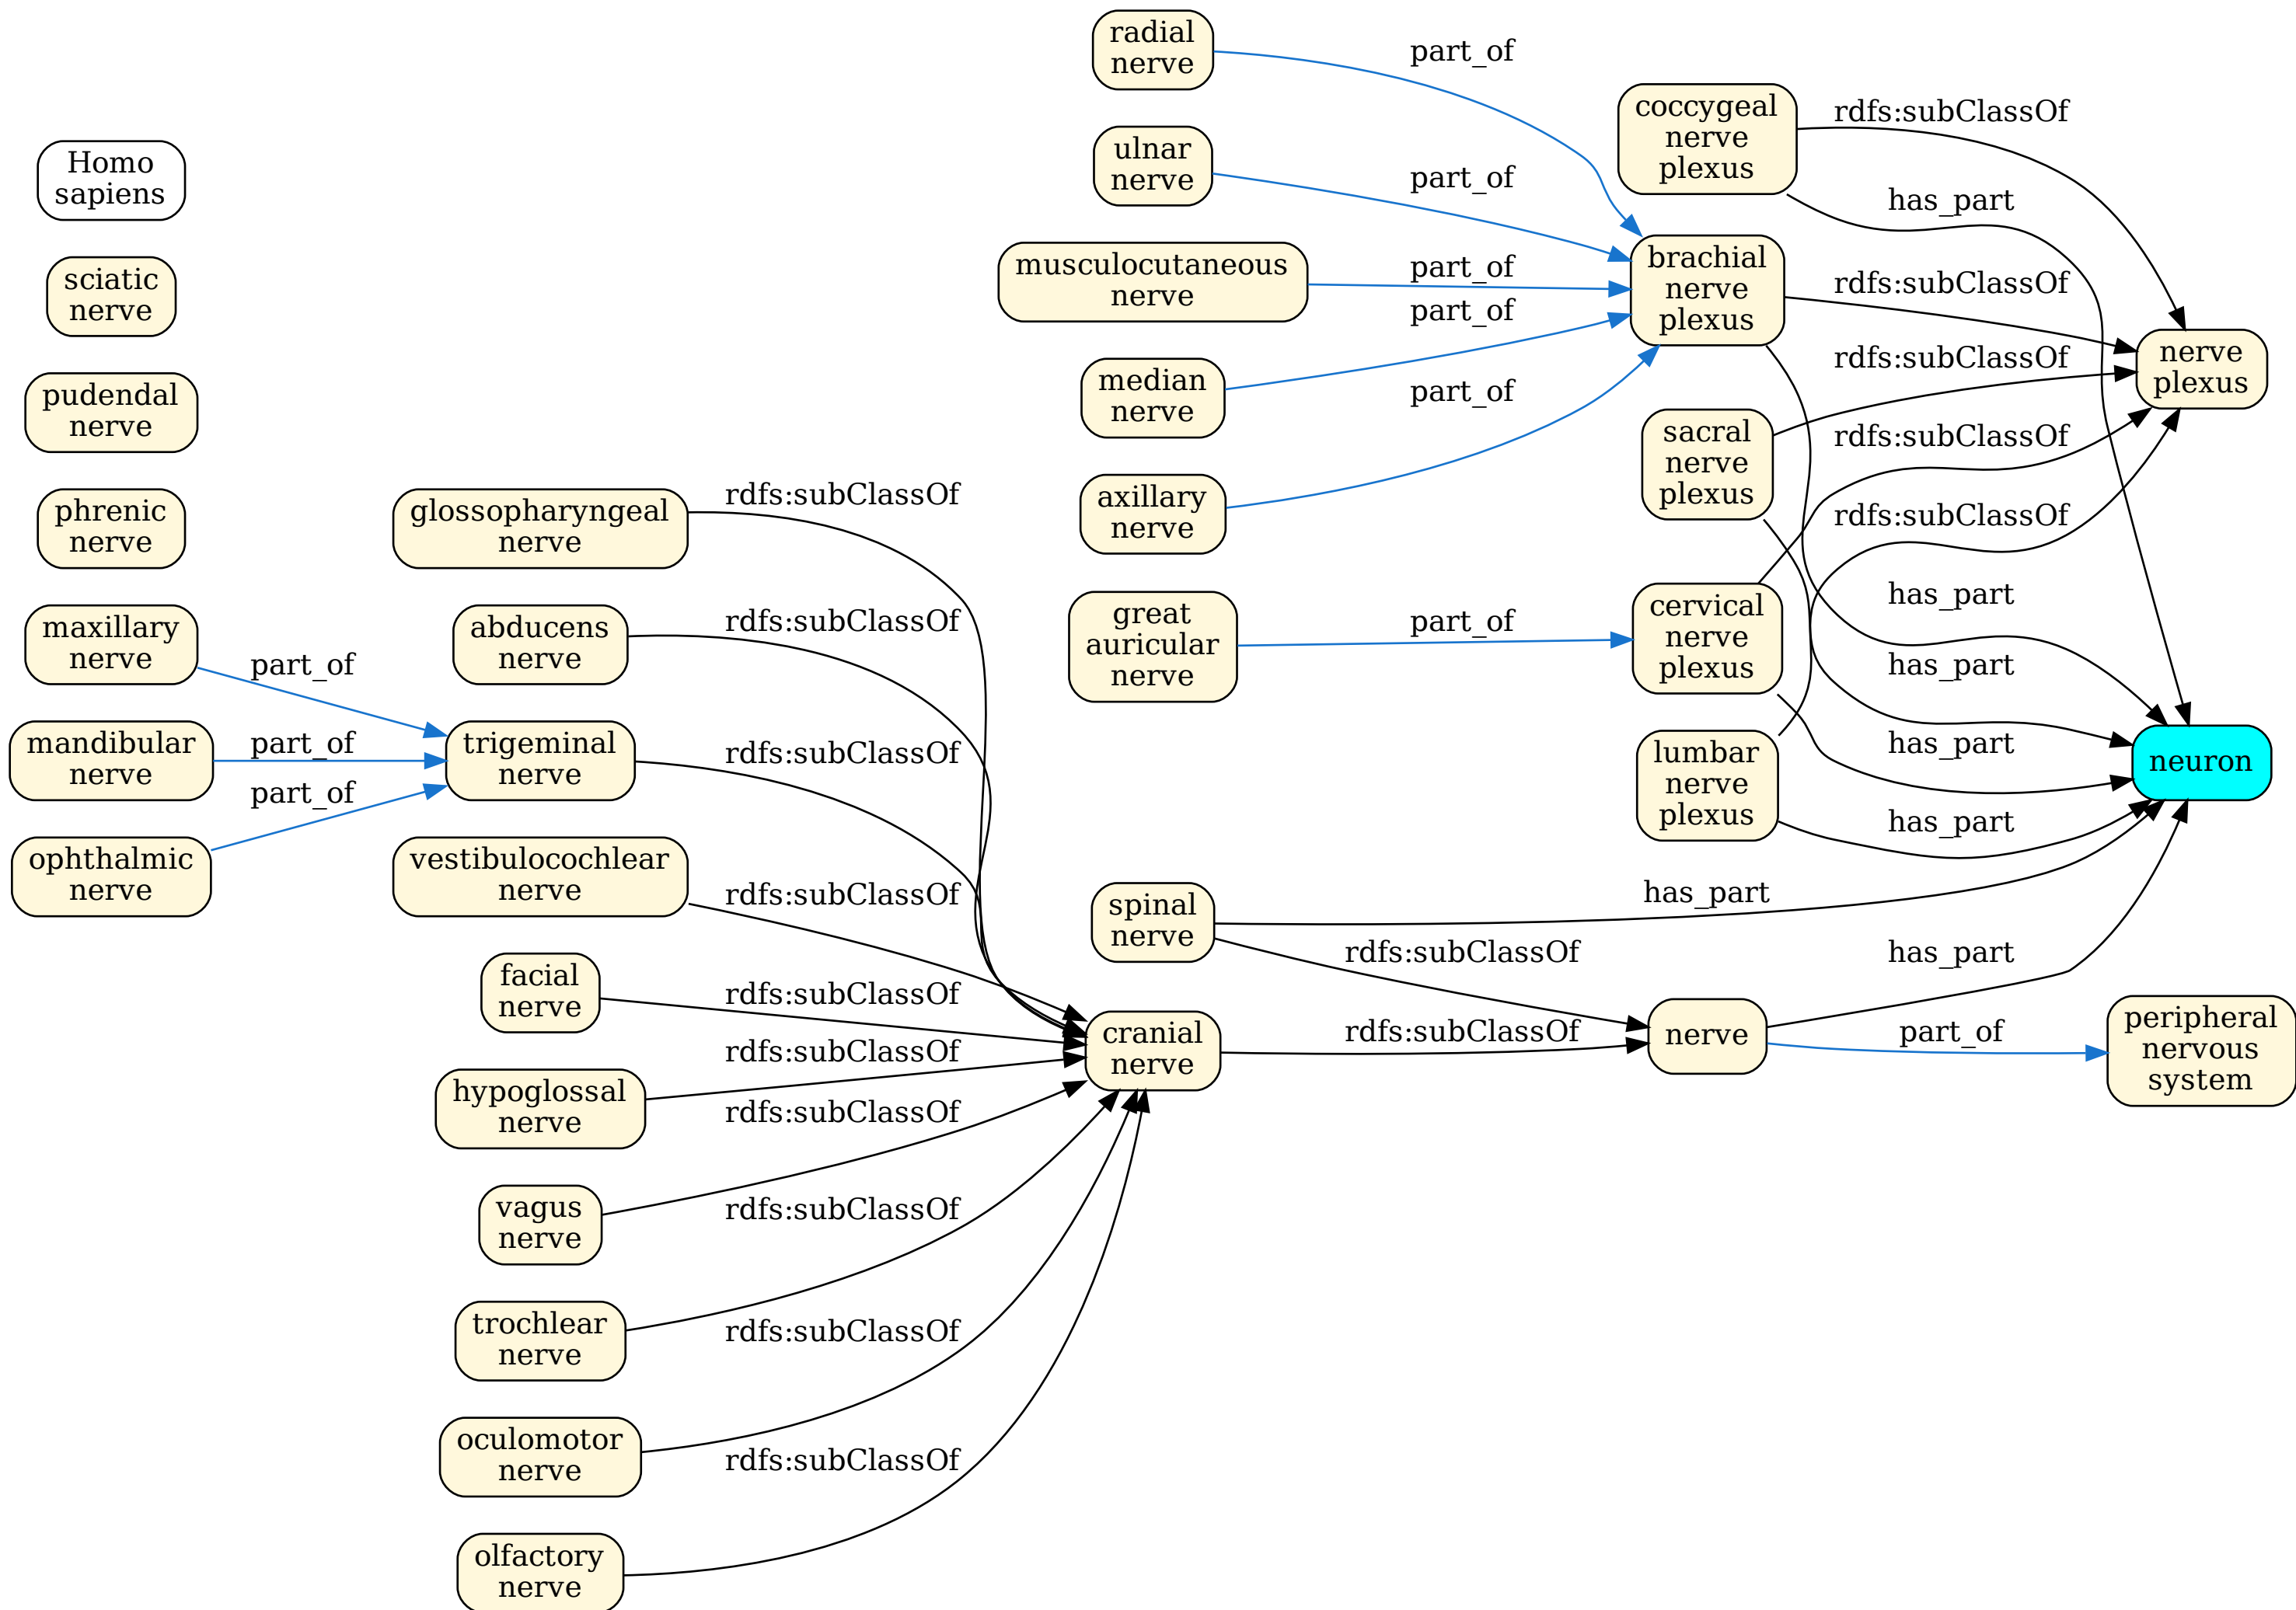 Homo
sapiens
sciatic
nerve
pudendal
nerve
phrenic
nerve
maxillary
nerve
mandibular
nerve
ophthalmic
nerve
part_of
part_of
part_of
glossopharyngeal
nerve
abducens
nerve
trigeminal
nerve
vestibulocochlear
nerve
facial
nerve
hypoglossal
nerve
vagus
nerve
trochlear
nerve
oculomotor
nerve
olfactory
nerve
rdfs:subClassOf
rdfs:subClassOf
rdfs:subClassOf
rdfs:subClassOf
rdfs:subClassOf
rdfs:subClassOf
rdfs:subClassOf
rdfs:subClassOf
rdfs:subClassOf
rdfs:subClassOf
radial
nerve
ulnar
nerve
musculocutaneous
nerve
median
nerve
axillary
nerve
great
auricular
nerve
spinal
nerve
cranial
nerve
part_of
part_of
part_of
part_of
part_of
part_of
has_part
rdfs:subClassOf
rdfs:subClassOf
coccygeal
nerve
plexus
brachial
nerve
plexus
sacral
nerve
plexus
cervical
nerve
plexus
lumbar
nerve
plexus
nerve
rdfs:subClassOf
has_part
rdfs:subClassOf
rdfs:subClassOf
rdfs:subClassOf
rdfs:subClassOf
has_part
has_part
has_part
has_part
has_part
part_of
nerve
plexus
neuron
peripheral
nervous
system